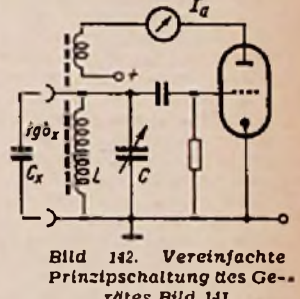 Ia
+
Cx
L
C
Bild 142. Vereinfachte
Prinzipschaltung des Ge-
rätes Bild 141